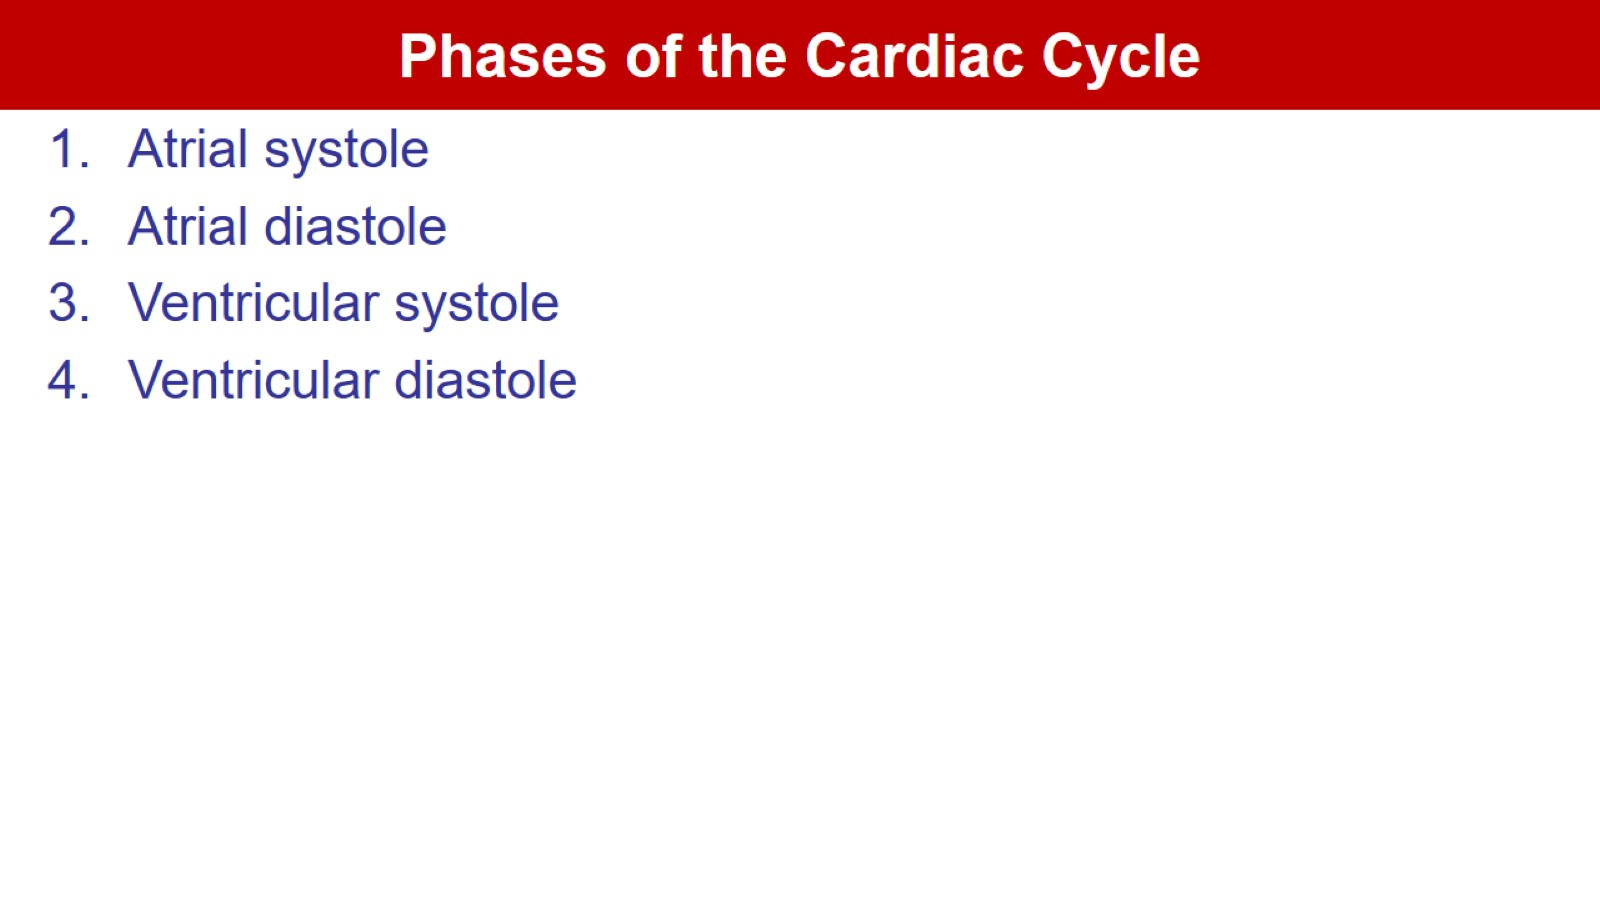 Phases of the Cardiac Cycle
1. Atrial systole
2. Atrial diastole
3. Ventricular systole
4. Ventricular diastole